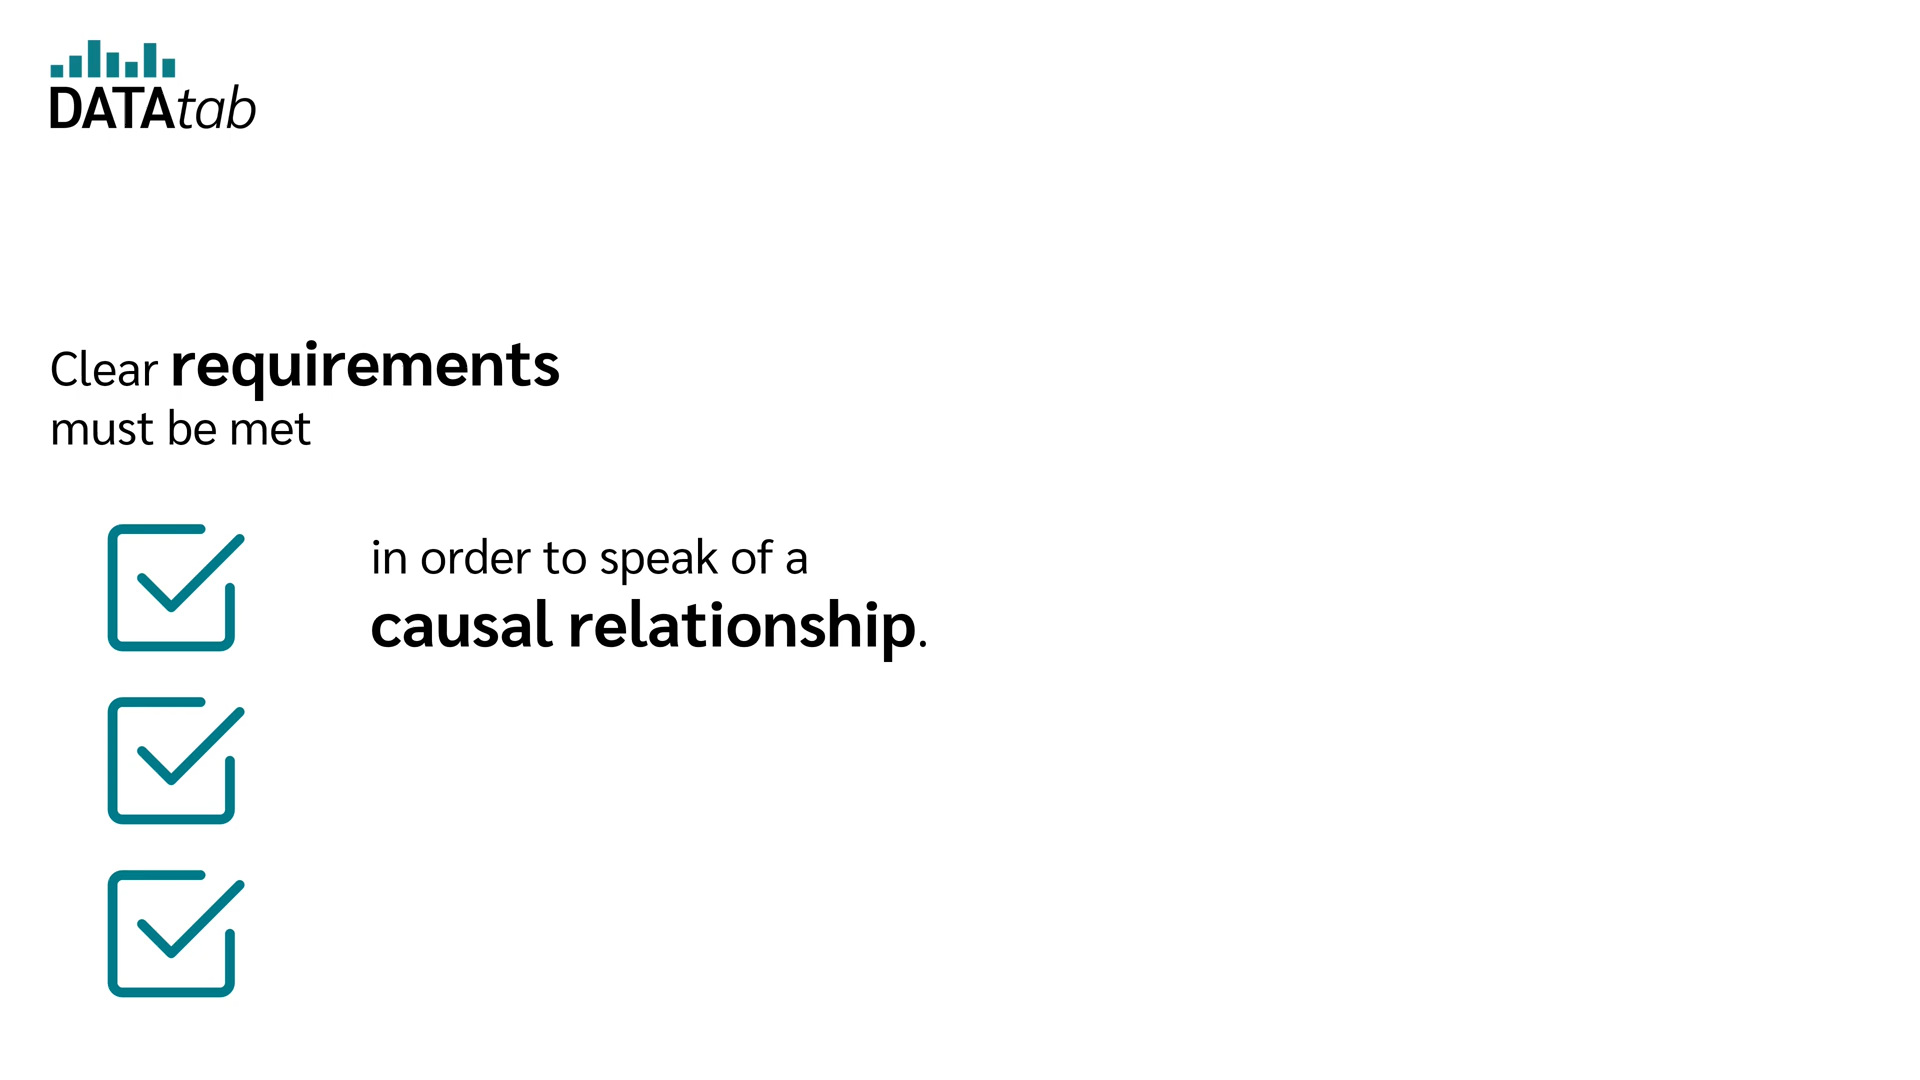 DATAtab
Clear requirements
must be met
in order to speak of a
causal relationship.